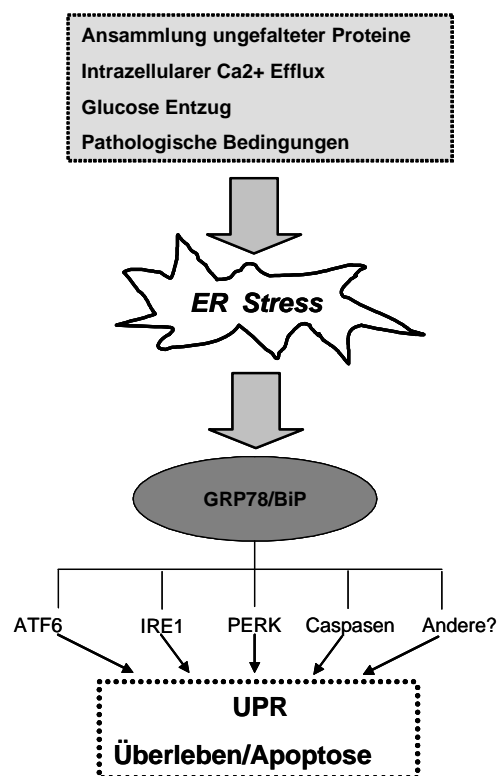 Ansammlung ungefalteter Proteine
Intrazellularer Ca2+ Efflux
Glucose Entzug
Pathologische Bedingungen
ER Stress
GRP78/BiP
ATF6 IRE1 PERK Caspasen Andere?
UPR
Überleben/Apoptose